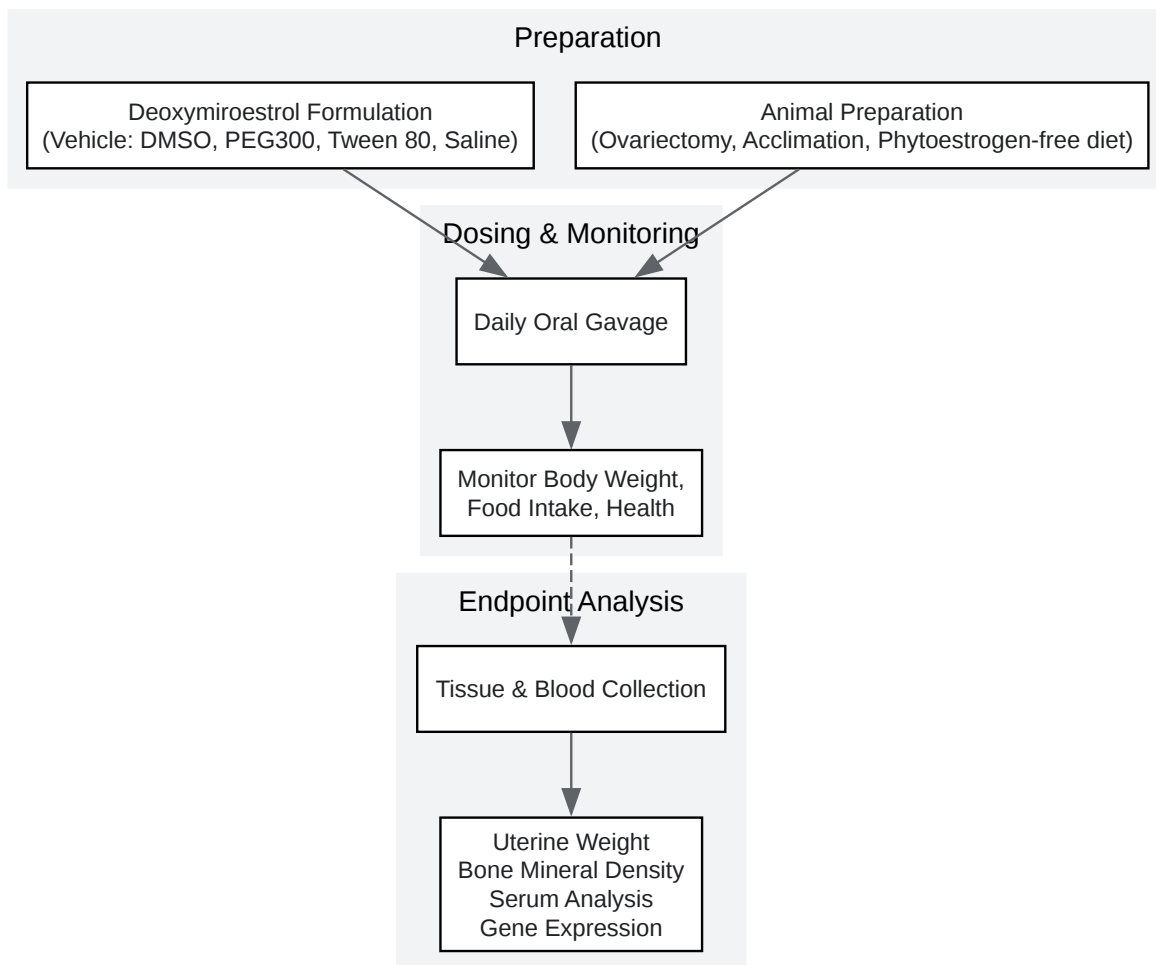 Preparation
Deoxymiroestrol Formulation
(Vehicle: DMSO, PEG300, Tween 80, Saline)
Animal Preparation
(Ovariectomy, Acclimation, Phytoestrogen-free diet)
Dosing & Monitoring
Daily Oral Gavage
Monitor Body Weight,
Food Intake, Health
Endpoint Analysis
Tissue & Blood Collection
Uterine Weight
Bone Mineral Density
Serum Analysis
Gene Expression